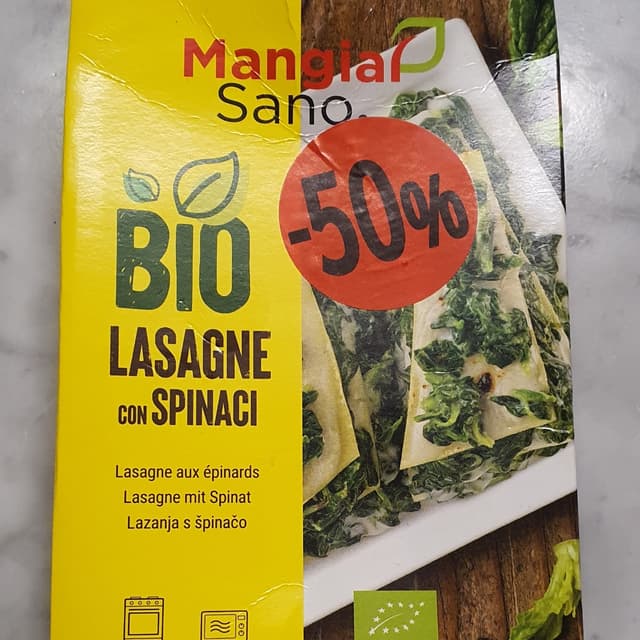 Mangiar
Sano.
-50%
BIO
LASAGNE
CON SPINACI
Lasagne aux épinards
Lasagne mit Spinat
Lazanja s špinačo